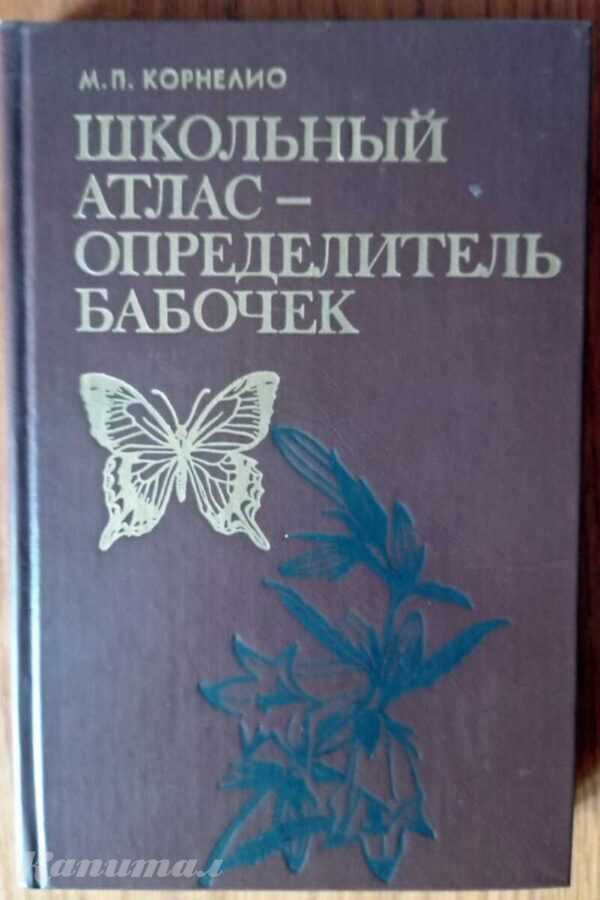 М.П. КОРНЕЛИО
ШКОЛЬНЫЙ
АТЛАС –
ОПРЕДЕЛИТЕЛЬ
БАБОЧЕК
Капитал